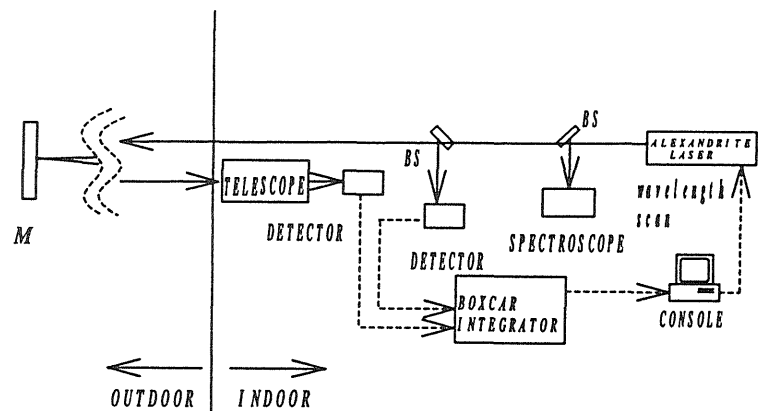 BS
ALEXANDRITE
LASER
M
BS
TELESCOPE
wavelength
scan
DETECTOR
DETECTOR
SPECTROSCOPE
BOXCAR
INTEGRATOR
CONSOLE
OUTDOOR
INDOOR